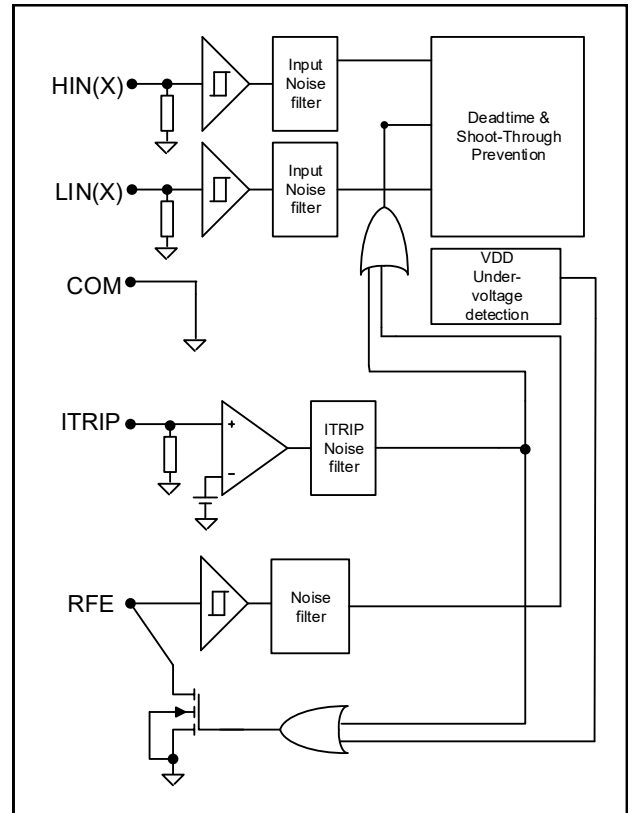 HIN(X)
Input
Noise
filter
Deadtime &
Shoot-Through
Prevention
LIN(X)
Input
Noise
filter
COM
VDD
Under-
voltage
detection
ITRIP
+
−
ITRIP
Noise
filter
RFE
Noise
filter